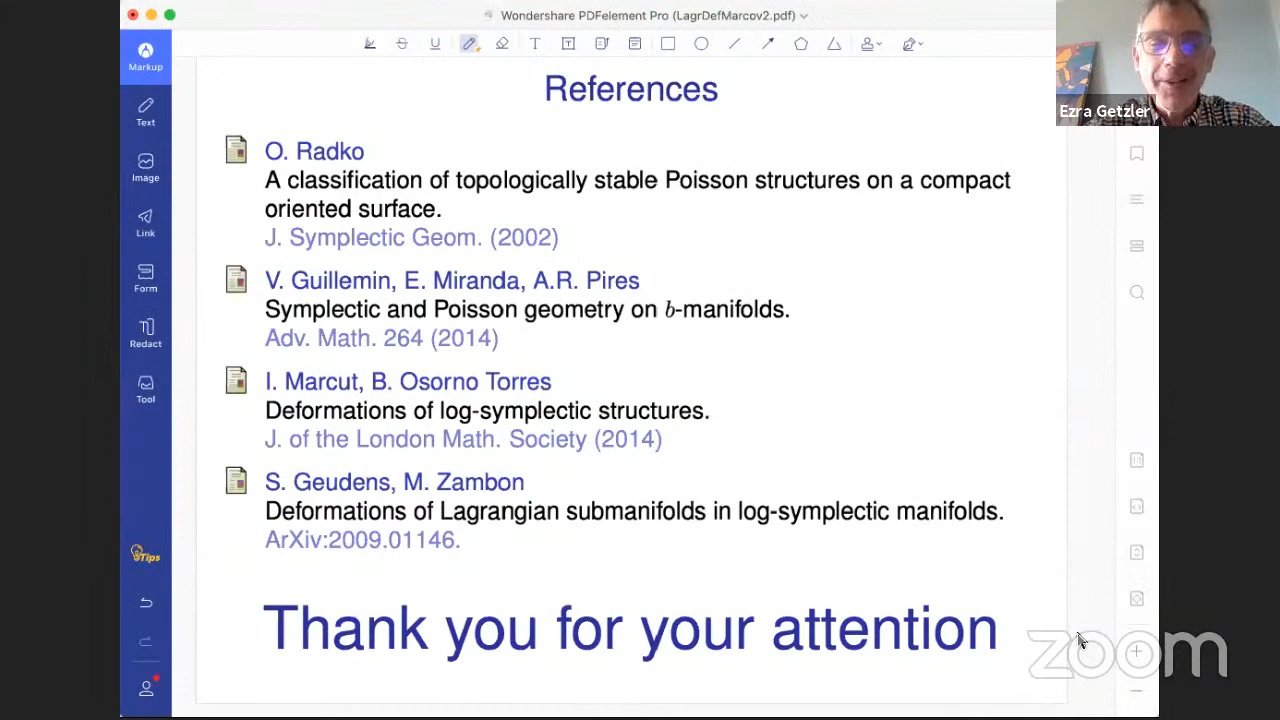 Wondershare PDFelement Pro (LagrDefMarcov2.pdf)
Markup
Text
Image
Link
Form
Redact
Tool
Tips
References
O. Radko
A classification of topologically stable Poisson structures on a compact
oriented surface.
J. Symplectic Geom. (2002)
V. Guillemin, E. Miranda, A.R. Pires
Symplectic and Poisson geometry on b-manifolds.
Adv. Math. 264 (2014)
I. Marcut, B. Osorno Torres
Deformations of log-symplectic structures.
J. of the London Math. Society (2014)
S. Geudens, M. Zambon
Deformations of Lagrangian submanifolds in log-symplectic manifolds.
ArXiv:2009.01146.
Thank you for your attention
Ezra Getzler
zoom